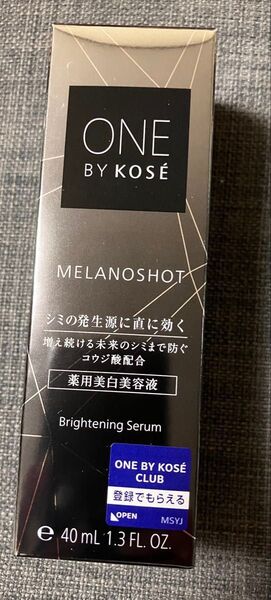 ONE
BY KOSÉ
MELANOSHOT
シミの発生源に直に効く
増え続ける未来のシミまで防ぐ
コウジ酸配合
薬用美白美容液
Brightening Serum
ONE BY KOSÉ
CLUB
登録でもらえる
OPEN MSYJ
℮ 40 mL 1.3 FL. OZ.